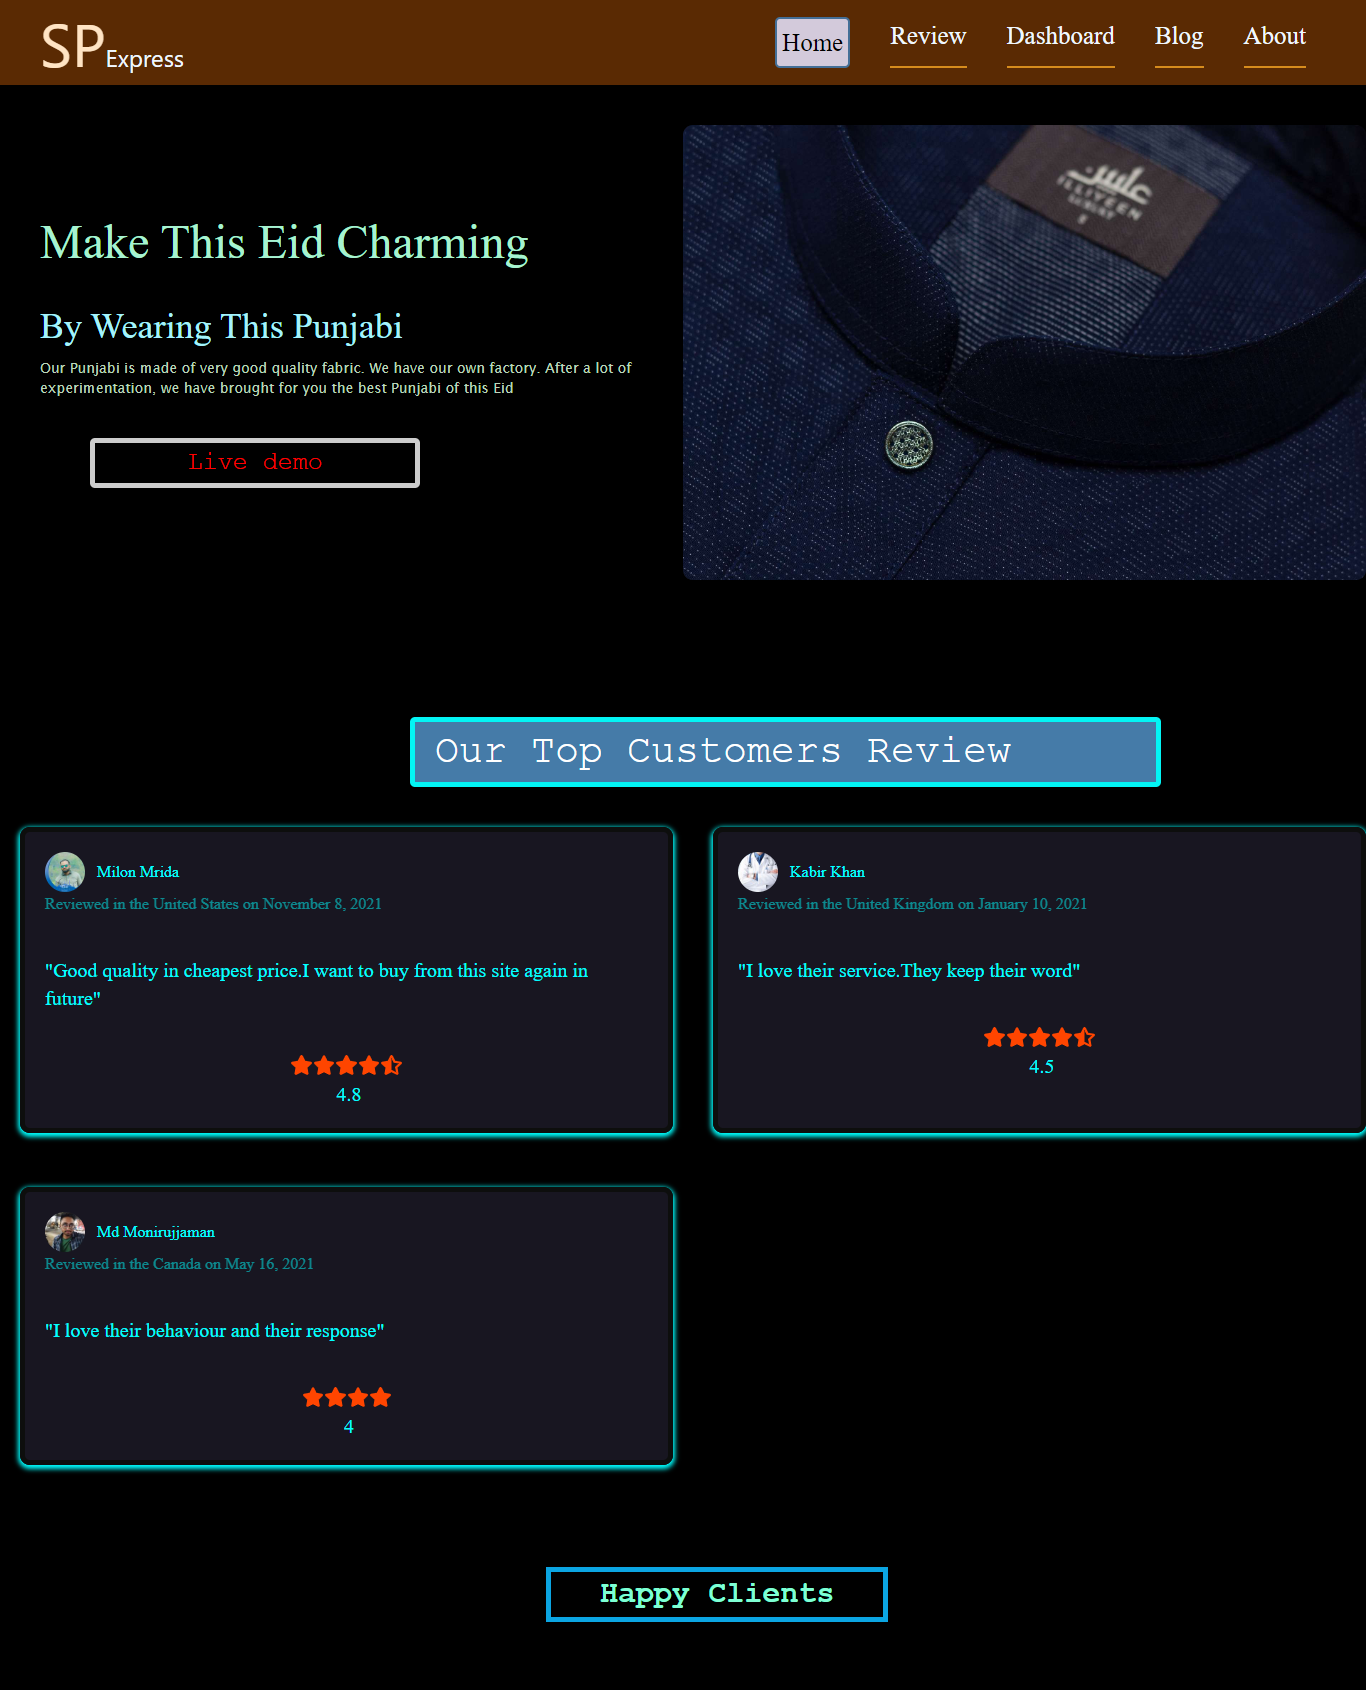 SP Express
Home
Review
Dashboard
Blog
About
عليين
ILLIYEEN
Make This Eid Charming
By Wearing This Punjabi
Our Punjabi is made of very good quality fabric. We have our own factory. After a lot of
experimentation, we have brought for you the best Punjabi of this Eid
Live demo
Our Top Customers Review
Milon Mrida
Reviewed in the United States on November 8, 2021
"Good quality in cheapest price.I want to buy from this site again in
future"
4.8
Kabir Khan
Reviewed in the United Kingdom on January 10, 2021
"I love their service.They keep their word"
4.5
Md Monirujjaman
Reviewed in the Canada on May 16, 2021
"I love their behaviour and their response"
4
Happy Clients